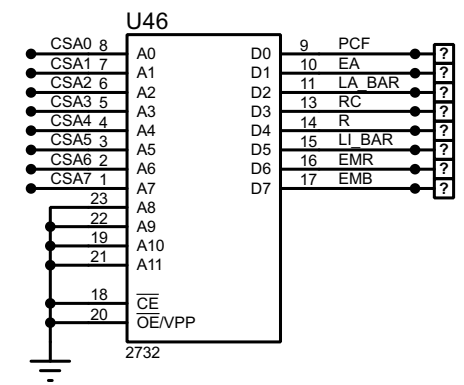 U46
CSA0 8 A0 D0 9 PCF ?
CSA1 7 A1 D1 10 EA ?
CSA2 6 A2 D2 11 LA_BAR ?
CSA3 5 A3 D3 13 RC ?
CSA4 4 A4 D4 14 R ?
CSA5 3 A5 D5 15 LI_BAR ?
CSA6 2 A6 D6 16 EMR ?
CSA7 1 A7 D7 17 EMB ?
23 A8
22 A9
19 A10
21 A11
18 CE
20 OE/VPP
2732